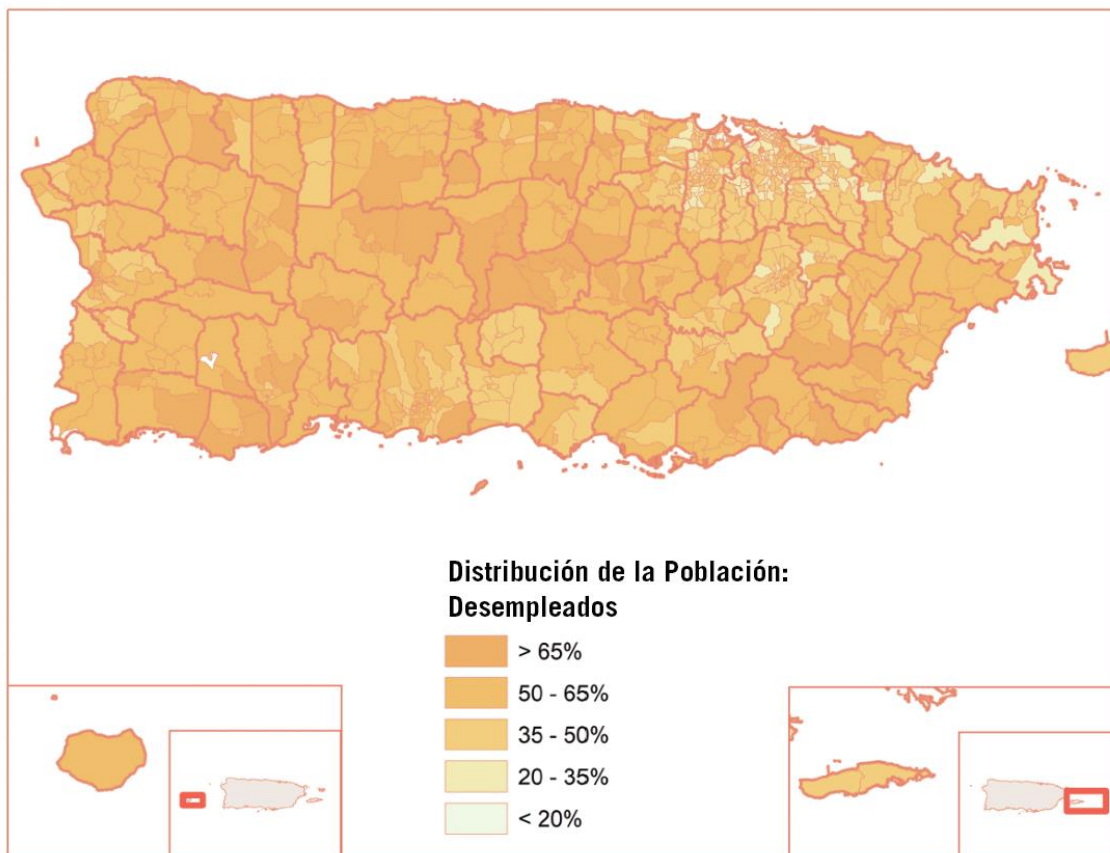 Distribución de la Población:
Desempleados
> 65%
50 - 65%
35 - 50%
20 - 35%
< 20%